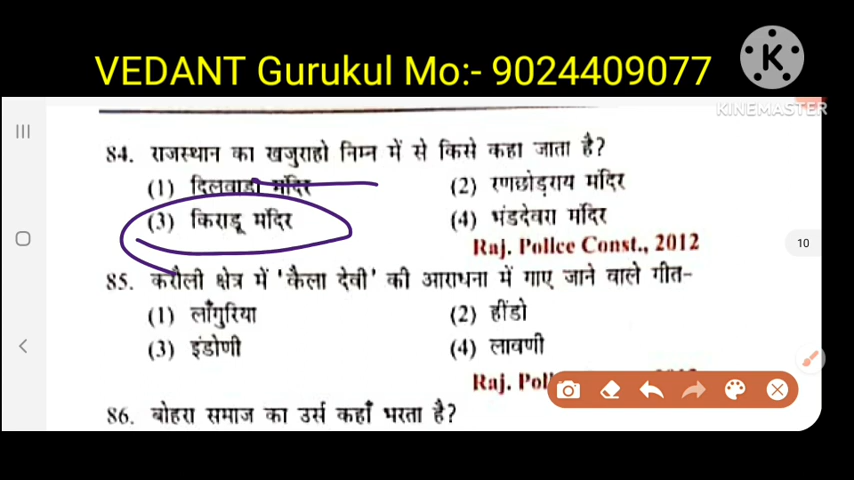 VEDANT Gurukul Mo:- 9024409077
K
KINEMASTER
84. राजस्थान का खजुराहो निम्न में से किसे कहा जाता है?
(1) दिलवाडा मंदिर (2) रणछोड़राय मंदिर
(3) किराडू मंदिर (4) भंडदेवरा मंदिर
Raj. Police Const., 2012
10
85. करौली क्षेत्र में 'कैला देवी' की आराधना में गाए जाने वाले गीत-
(1) लाँगुरिया (2) हींडो
(3) इंडोणी (4) लावणी
Raj.
86. बोहरा समाज का उर्स कहाँ भरता है?